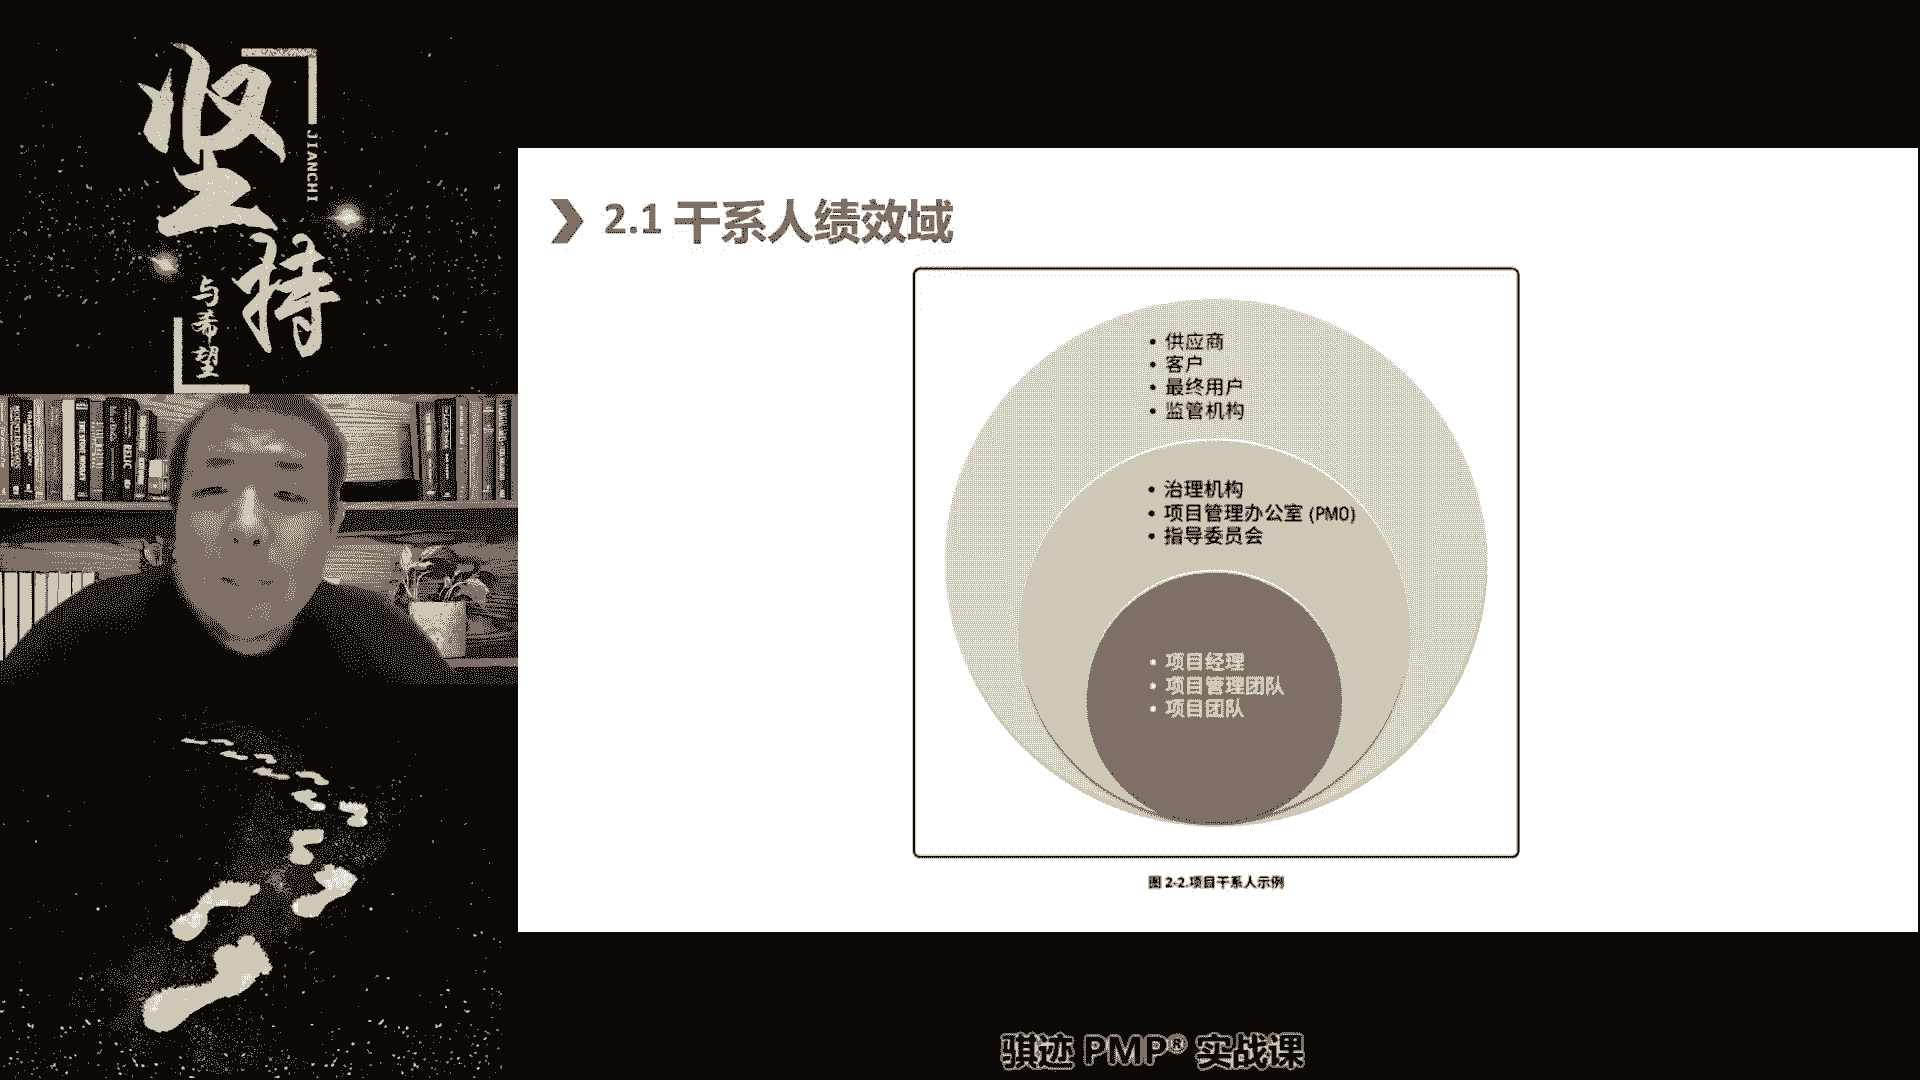 坚持
JIANCHI
与希望
2.1 干系人绩效域
• 供应商
• 客户
• 最终用户
• 监管机构
• 治理机构
• 项目管理办公室 (PMO)
• 指导委员会
• 项目经理
• 项目管理团队
• 项目团队
图 2-2.项目干系人示例
骐迹 PMP® 实战课